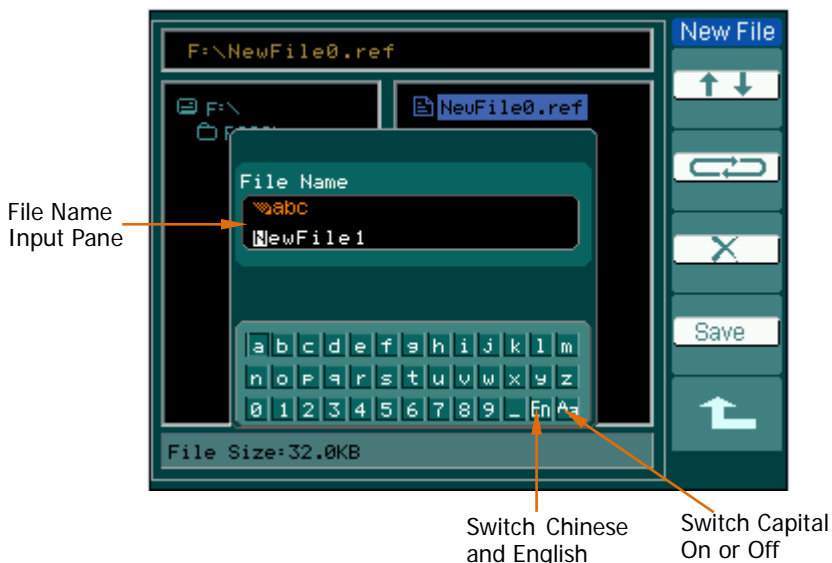 New File
F:\NewFile0.ref
F:\
NewFile0.ref
File Name
abc
NewFile1
File Name
Input Pane
Save
a b c d e f g h i j k l m
n o p q r s t u v w x y z
0 1 2 3 4 5 6 7 8 9 _ En Aa
File Size:32.0KB
Switch Chinese
and English
Switch Capital
On or Off